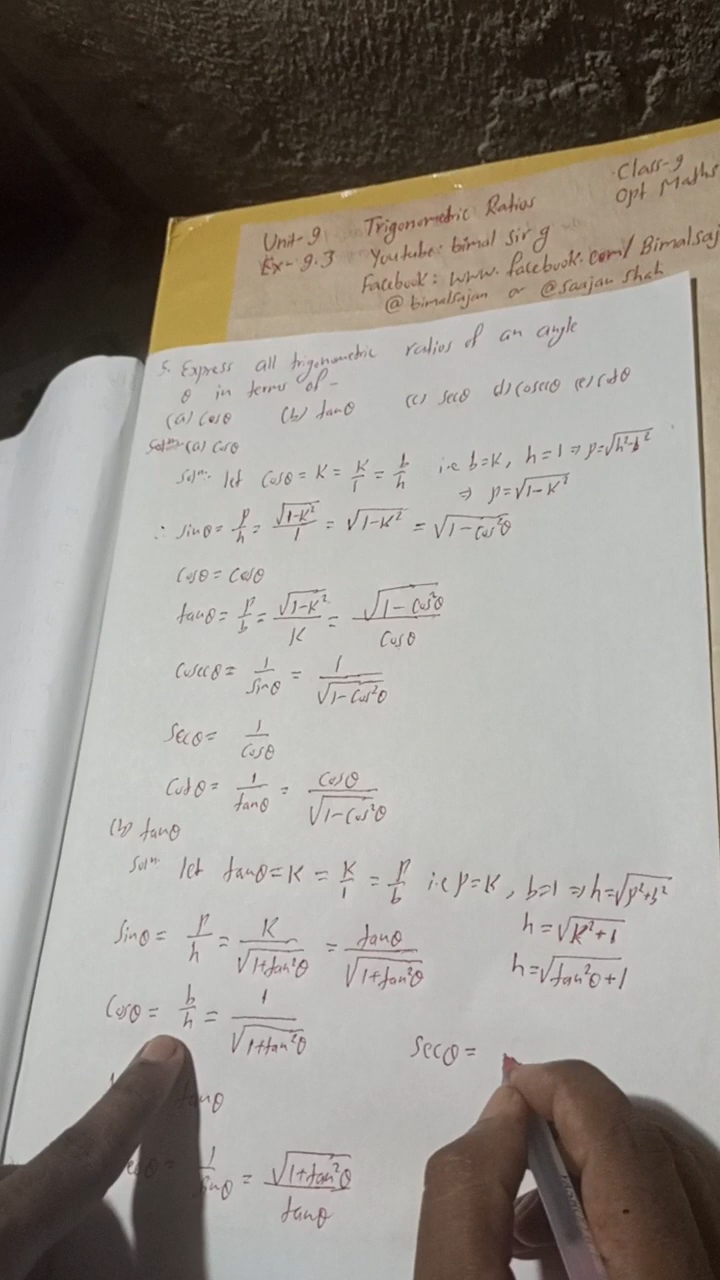 Unit-9 Trigonometric Ratios Class-9
Ex-9.3 Youtube: bimal sir g Opt Maths
Facebook: www.facebook.com/Bimalsaj
@bimalsajan or @saajan shah
5. Express all trigonometric ratios of an angle
θ in terms of -
(a) Cosθ (b) tanθ (c) secθ (d) Cosecθ (e) Cotθ
Solⁿ: (a) Cosθ
Solⁿ: let Cosθ = K = K/1 = b/h i.e b=K, h=1 ⇒ p=√(h²-b²)
⇒ p=√(1-K²)
∴ sinθ = p/h = √(1-K²)/1 = √(1-K²) = √(1-Cos²θ)
Cosθ = Cosθ
tanθ = p/b = √(1-K²)/K = √(1-Cos²θ)/Cosθ
Cosecθ = 1/Sinθ = 1/√(1-Cos²θ)
Secθ = 1/Cosθ
Cotθ = 1/tanθ = Cosθ/√(1-Cos²θ)
(b) tanθ
Solⁿ: let tanθ = K = K/1 = p/b i.e p=K, b=1 ⇒ h=√(p²+b²)
h=√(K²+1)
h=√(tan²θ+1)
Sinθ = p/h = K/√(1+tan²θ) = tanθ/√(1+tan²θ)
Cosθ = b/h = 1/√(1+tan²θ)
Secθ =
tanθ
θ = 1/sinθ = √(1+tan²θ)/tanθ